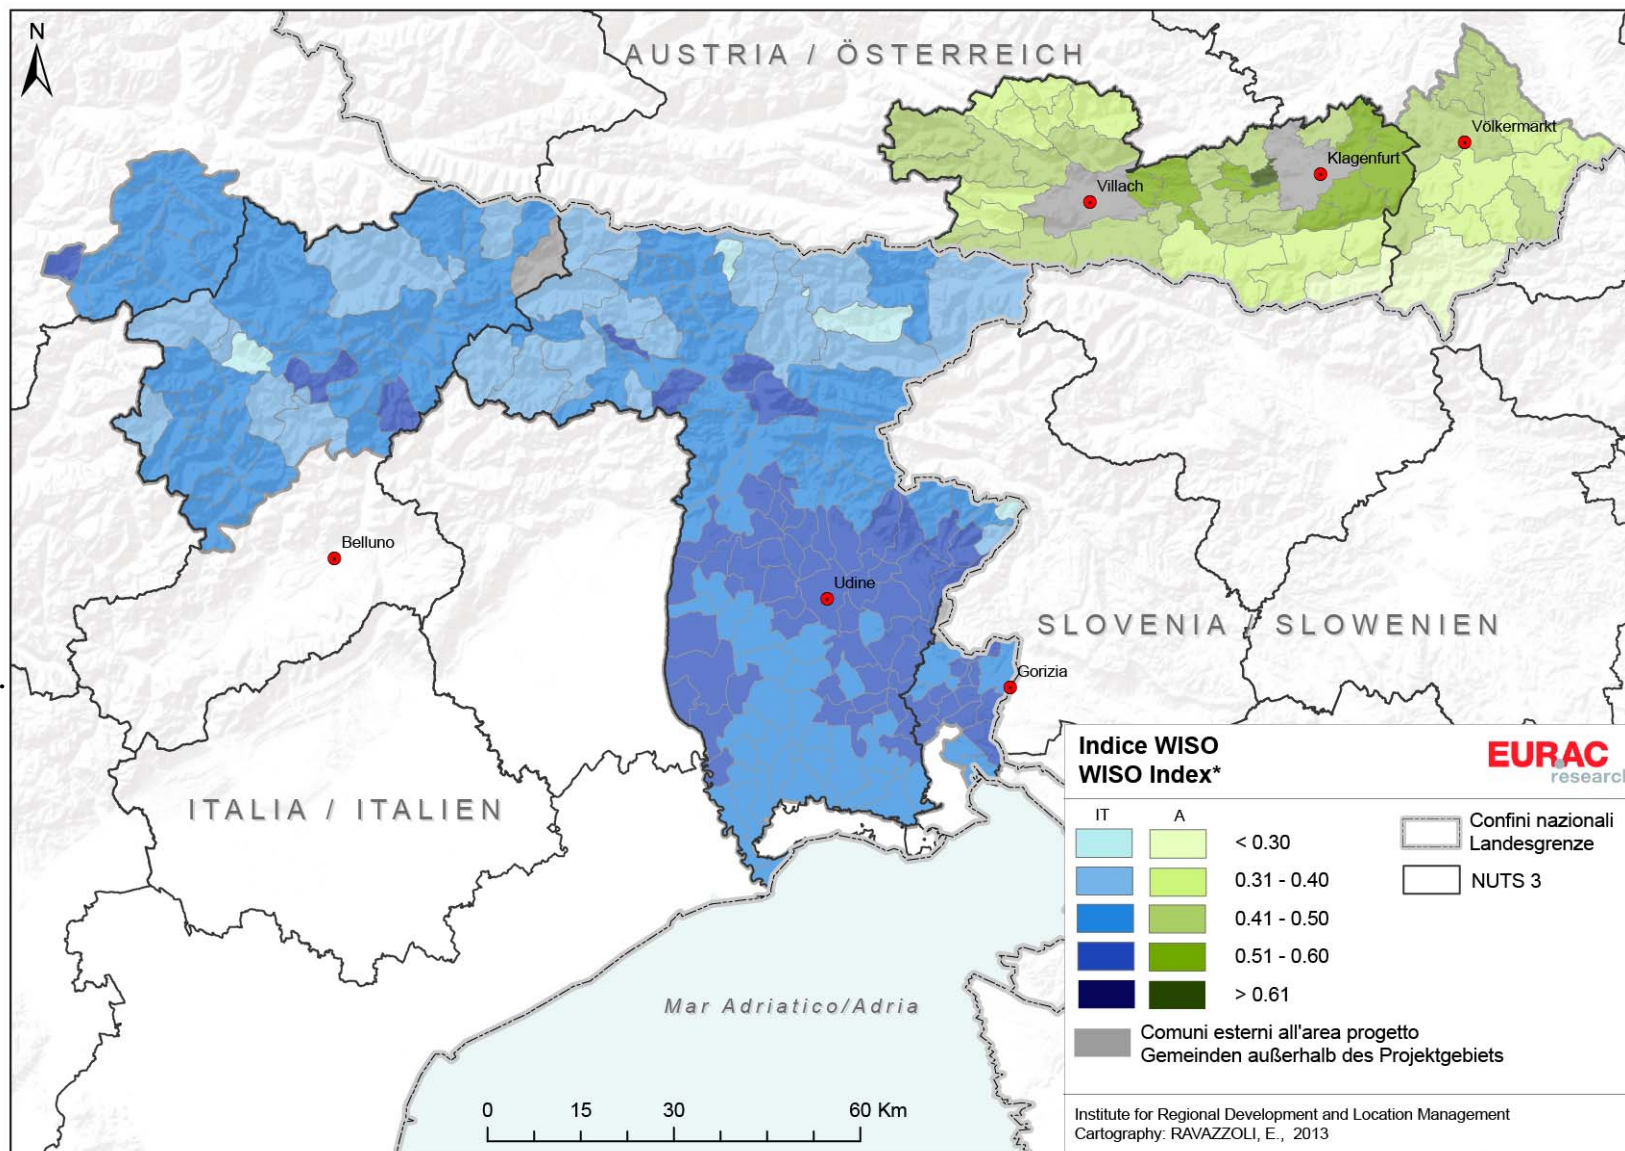 N
AUSTRIA / ÖSTERREICH
Völkermarkt
Klagenfurt
Villach
Belluno
Udine
SLOVENIA / SLOWENIEN
Gorizia
ITALIA / ITALIEN
Mar Adriatico/Adria
0 15 30 60 Km
Indice WISO
WISO Index*
EURAC
research
IT A
< 0.30
0.31 - 0.40
0.41 - 0.50
0.51 - 0.60
> 0.61
Confini nazionali
Landesgrenze
NUTS 3
Comuni esterni all'area progetto
Gemeinden außerhalb des Projektgebiets
Institute for Regional Development and Location Management
Cartography: RAVAZZOLI, E., 2013